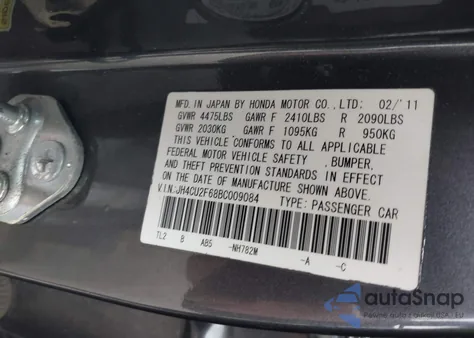 MFD. IN JAPAN BY HONDA MOTOR CO., LTD. 02/'11
GVWR 4475LBS GAWR F 2410LBS R 2090LBS
GVWR 2030KG GAWR F 1095KG R 950KG
THIS VEHICLE CONFORMS TO ALL APPLICABLE
FEDERAL MOTOR VEHICLE SAFETY , BUMPER,
AND THEFT PREVENTION STANDARDS IN EFFECT
ON THE DATE OF MANUFACTURE SHOWN ABOVE.
V.I.N.:JH4CU2F68BC009084 TYPE: PASSENGER CAR
TL2 B AB5 -NH782M -A -C
autaSnap